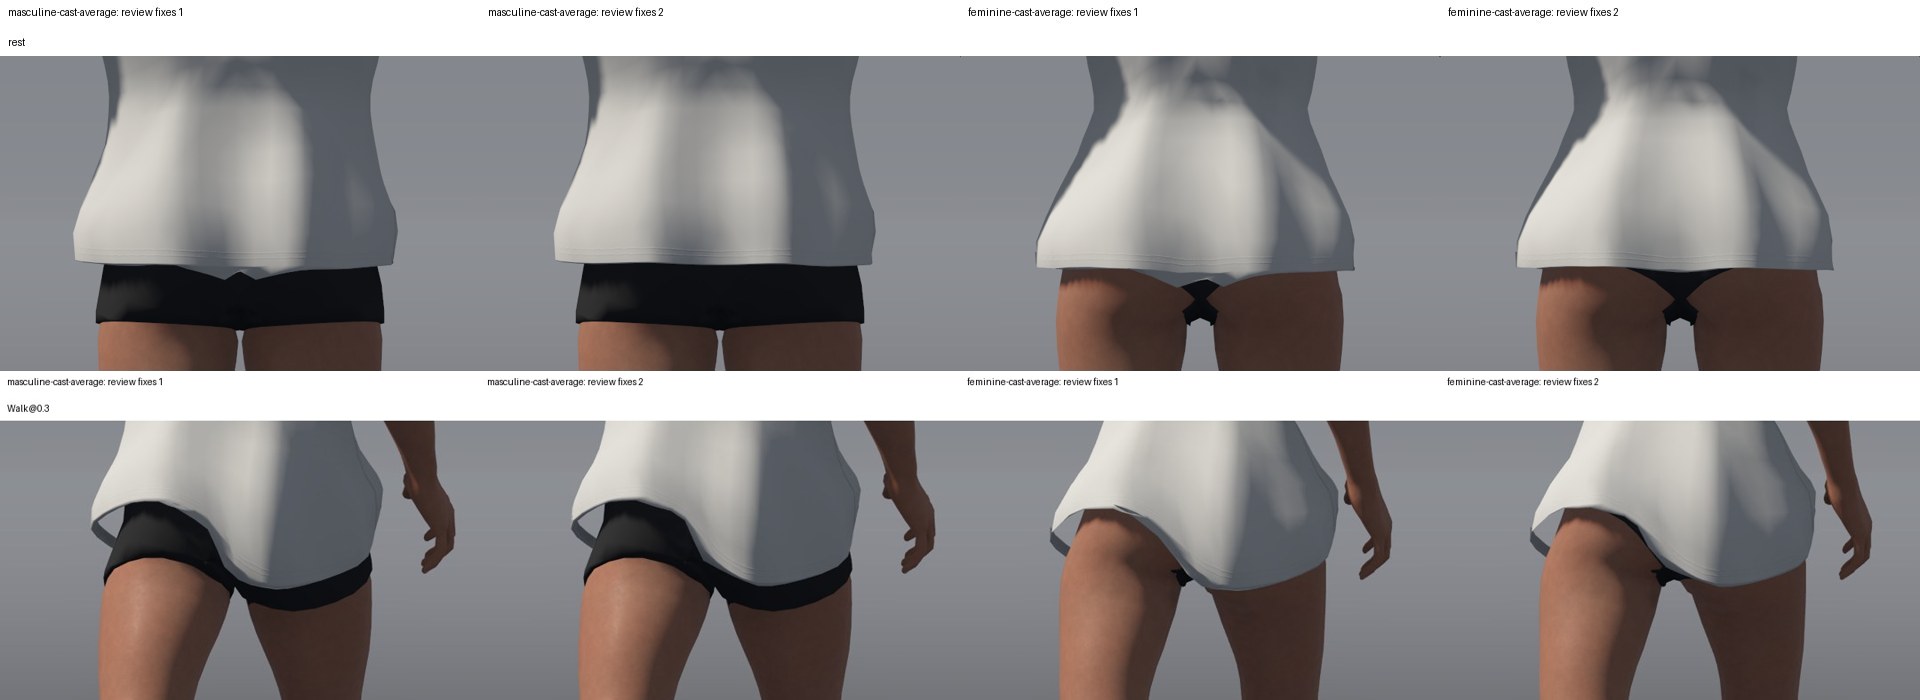 masculine-cast-average: review fixes 1
masculine-cast-average: review fixes 2
feminine-cast-average: review fixes 1
feminine-cast-average: review fixes 2
rest
masculine-cast-average: review fixes 1
masculine-cast-average: review fixes 2
feminine-cast-average: review fixes 1
feminine-cast-average: review fixes 2
Walk@0.3